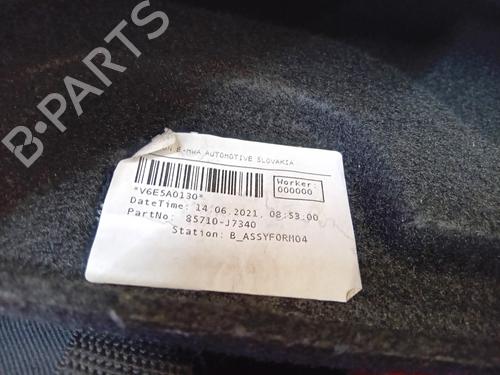 B-PARTS
AUTOMOTIVE SLOVAKIA
*V6E5A0130*
Worker:
000000
DateTime: 14.06.2021, 08:53:00
PartNo: 85710-J7340
Station: B_ASSYFORM04